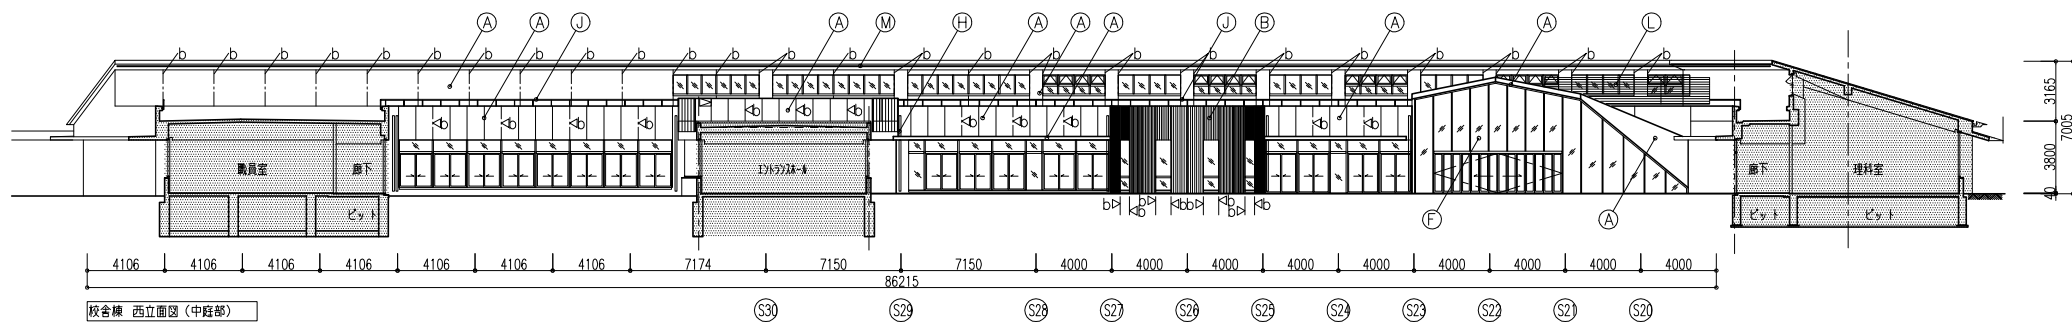 A A J A M H A A A J B A A L
b b b b b b b b b b b b b b b b b b b b b b b b b b b
b b b b b b b b b b b b b
職員室 廊下 エントランスホール 廊下 理科室
ピット ピット ピット
b b b b b b b b
F A
3165
3800
40
7005
4106 4106 4106 4106 4106 4106 4106 7174 7150 7150 4000 4000 4000 4000 4000 4000 4000 4000 4000
86215
校舎棟 西立面図（中庭部）
S30 S29 S28 S27 S26 S25 S24 S23 S22 S21 S20